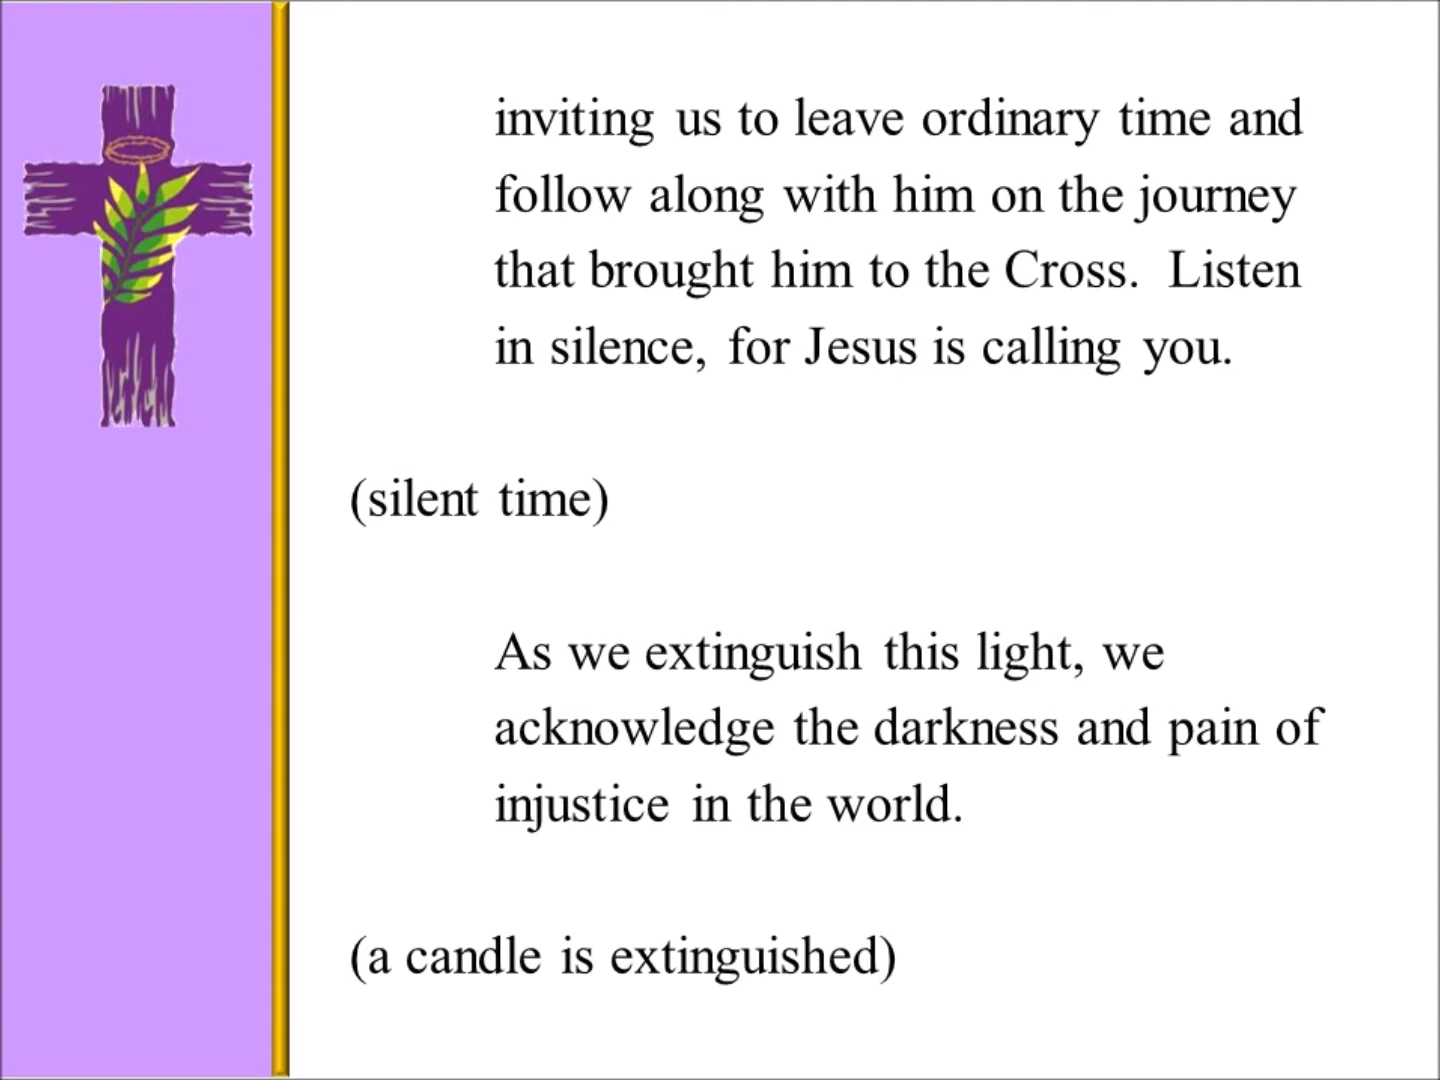 inviting us to leave ordinary time and
follow along with him on the journey
that brought him to the Cross.  Listen
in silence, for Jesus is calling you.
(silent time)
As we extinguish this light, we
acknowledge the darkness and pain of
injustice in the world.
(a candle is extinguished)